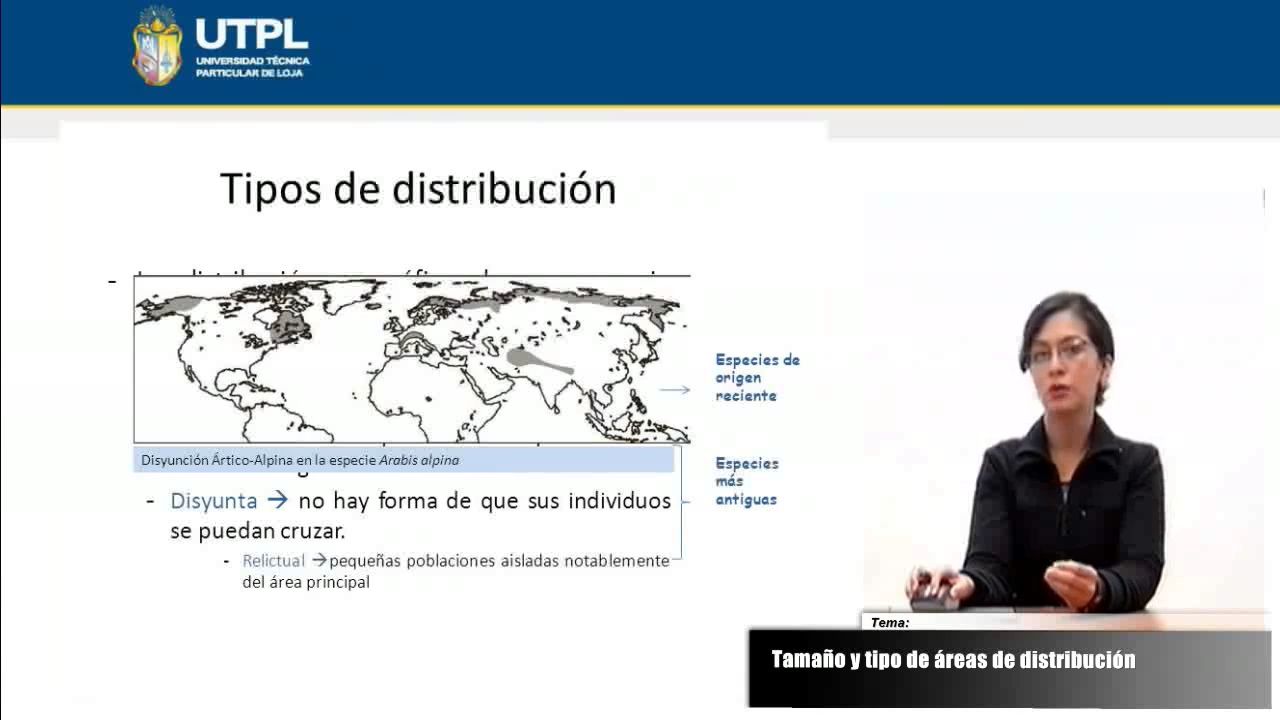 UTPL
UNIVERSIDAD TÉCNICA
PARTICULAR DE LOJA
Tipos de distribución
-
Disyunción Ártico-Alpina en la especie Arabis alpina
- Disyunta → no hay forma de que sus individuos
se puedan cruzar.
- Relictual → pequeñas poblaciones aisladas notablemente
del área principal
Especies de
origen
reciente
Especies
más
antiguas
Tema:
Tamaño y tipo de áreas de distribución